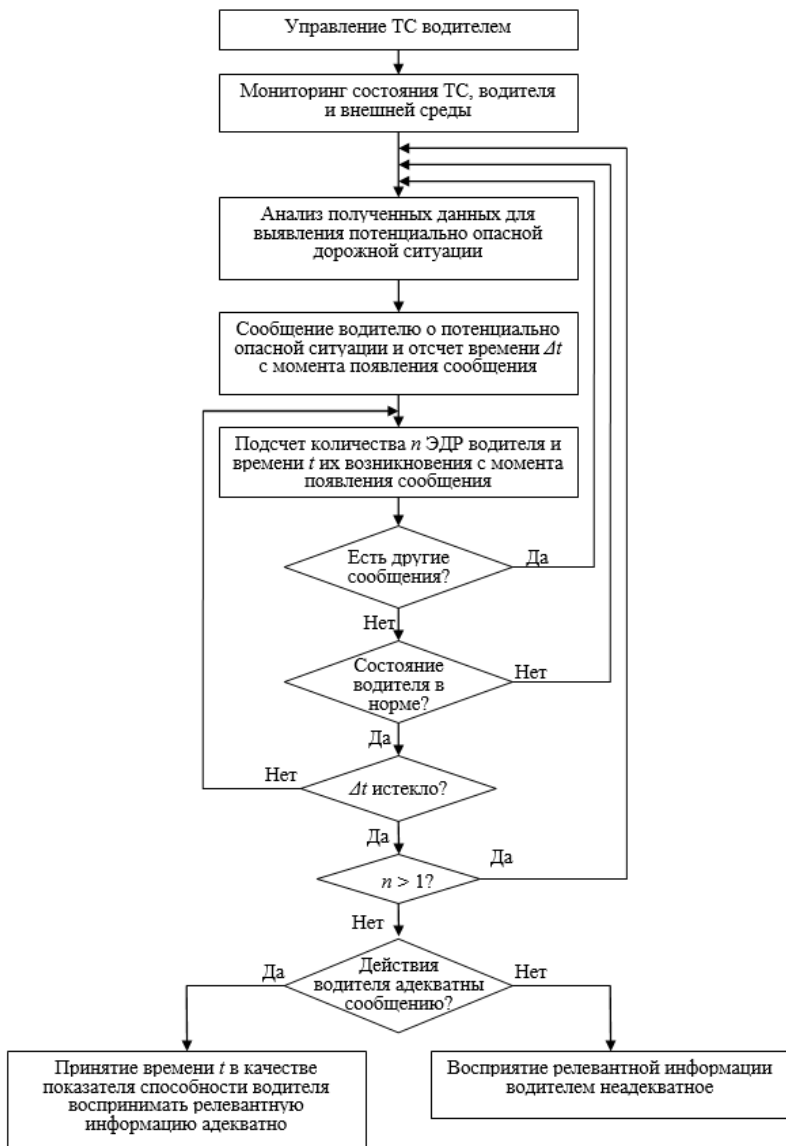 Управление ТС водителем
Мониторинг состояния ТС, водителя
и внешней среды
Анализ полученных данных для
выявления потенциально опасной
дорожной ситуации
Сообщение водителю о потенциально
опасной ситуации и отсчет времени Δt
с момента появления сообщения
Подсчет количества n ЭДР водителя и
времени t их возникновения с момента
появления сообщения
Есть другие
сообщения?
Да
Нет
Состояние
водителя в
норме?
Нет
Да
Δt истекло?
Нет
Да
n > 1?
Да
Нет
Действия
водителя адекватны
сообщению?
Да
Нет
Принятие времени t в качестве
показателя способности водителя
воспринимать релевантную
информацию адекватно
Восприятие релевантной информации
водителем неадекватное